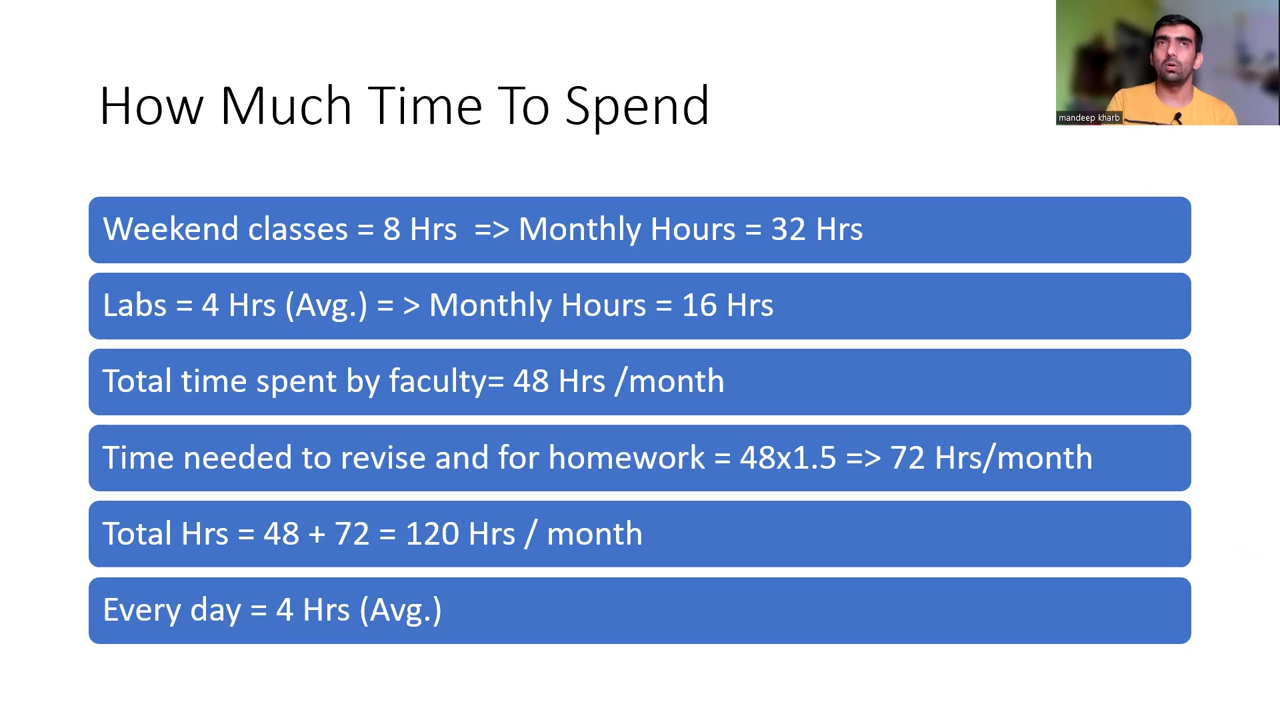 How Much Time To Spend
mandeep kharb
Weekend classes = 8 Hrs  => Monthly Hours = 32 Hrs
Labs = 4 Hrs (Avg.) = > Monthly Hours = 16 Hrs
Total time spent by faculty= 48 Hrs /month
Time needed to revise and for homework = 48x1.5 => 72 Hrs/month
Total Hrs = 48 + 72 = 120 Hrs / month
Every day = 4 Hrs (Avg.)